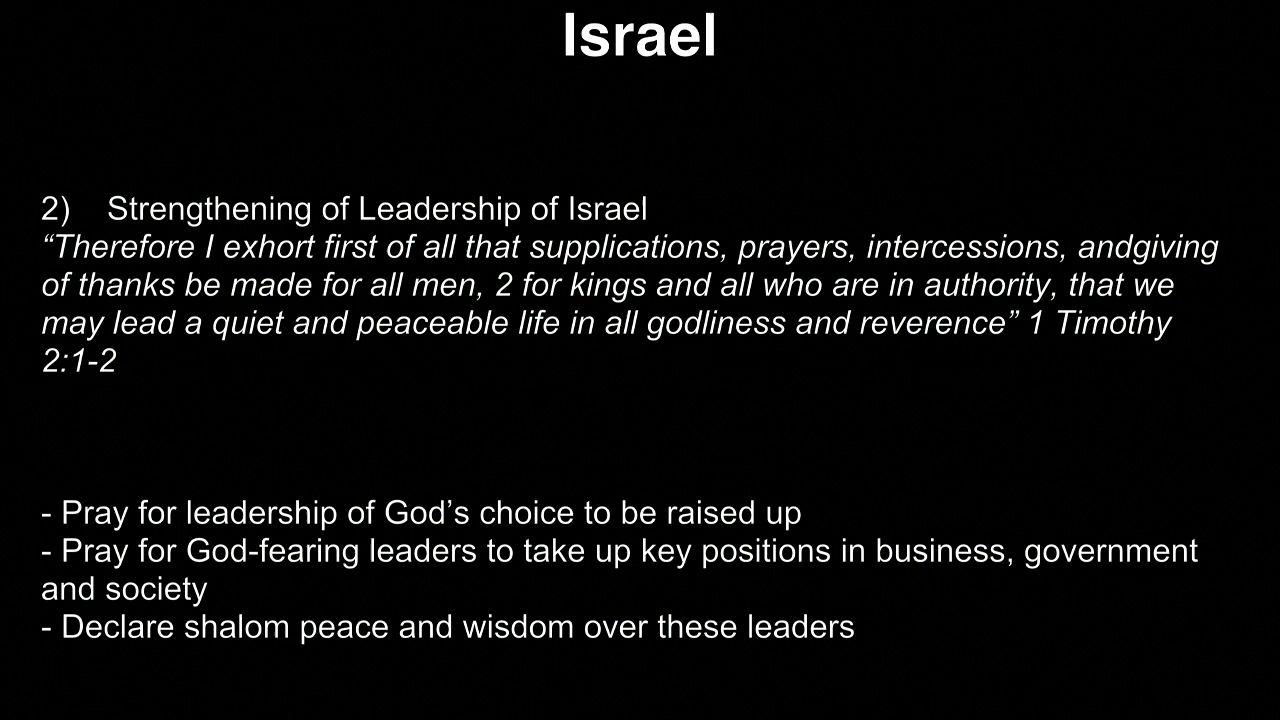 Israel
2) Strengthening of Leadership of Israel
“Therefore I exhort first of all that supplications, prayers, intercessions, andgiving
of thanks be made for all men, 2 for kings and all who are in authority, that we
may lead a quiet and peaceable life in all godliness and reverence” 1 Timothy
2:1-2
- Pray for leadership of God’s choice to be raised up
- Pray for God-fearing leaders to take up key positions in business, government
and society
- Declare shalom peace and wisdom over these leaders